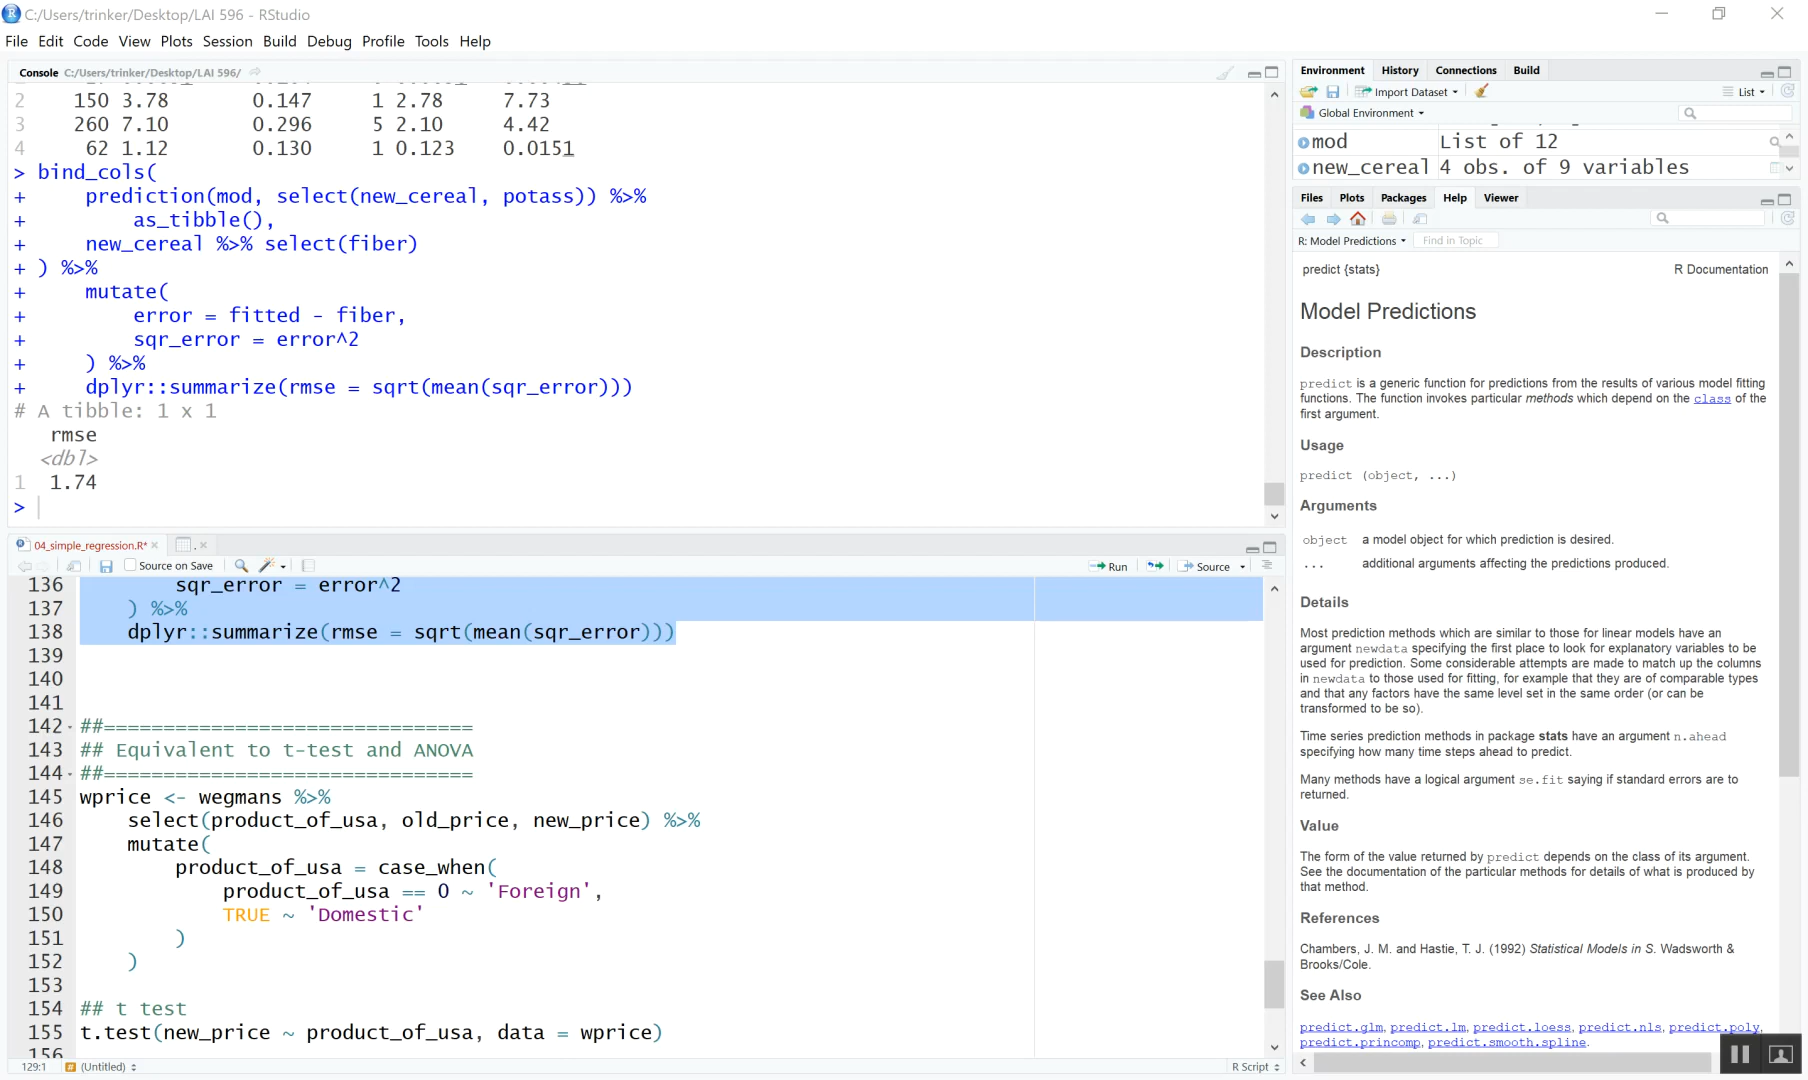 C:/Users/trinker/Desktop/LAI 596 - RStudio
File Edit Code View Plots Session Build Debug Profile Tools Help
Console C:/Users/trinker/Desktop/LAI 596/
2 150 3.78 0.147 1 2.78 7.73
3 260 7.10 0.296 5 2.10 4.42
4 62 1.12 0.130 1 0.123 0.0151
> bind_cols(
+ prediction(mod, select(new_cereal, potass)) %>%
+ as_tibble(),
+ new_cereal %>% select(fiber)
+ ) %>%
+ mutate(
+ error = fitted - fiber,
+ sqr_error = error^2
+ ) %>%
+ dplyr::summarize(rmse = sqrt(mean(sqr_error)))
# A tibble: 1 x 1
rmse
<dbl>
1 1.74
>
04_simple_regression.R* .
Source on Save Run Source
136 sqr_error = error^2
137 ) %>%
138 dplyr::summarize(rmse = sqrt(mean(sqr_error)))
139
140
141
142 ##===============================
143 ## Equivalent to t-test and ANOVA
144 ##===============================
145 wprice <- wegmans %>%
146 select(product_of_usa, old_price, new_price) %>%
147 mutate(
148 product_of_usa = case_when(
149 product_of_usa == 0 ~ 'Foreign',
150 TRUE ~ 'Domestic'
151 )
152 )
153
154 ## t test
155 t.test(new_price ~ product_of_usa, data = wprice)
156
129:1 (Untitled) R Script
Environment History Connections Build
Import Dataset List
Global Environment
mod List of 12
new_cereal 4 obs. of 9 variables
Files Plots Packages Help Viewer
R: Model Predictions Find in Topic
predict {stats} R Documentation
Model Predictions
Description
predict is a generic function for predictions from the results of various model fitting
functions. The function invokes particular methods which depend on the class of the
first argument.
Usage
predict (object, ...)
Arguments
object a model object for which prediction is desired.
... additional arguments affecting the predictions produced.
Details
Most prediction methods which are similar to those for linear models have an
argument newdata specifying the first place to look for explanatory variables to be
used for prediction. Some considerable attempts are made to match up the columns
in newdata to those used for fitting, for example that they are of comparable types
and that any factors have the same level set in the same order (or can be
transformed to be so).
Time series prediction methods in package stats have an argument n.ahead
specifying how many time steps ahead to predict.
Many methods have a logical argument se.fit saying if standard errors are to
returned.
Value
The form of the value returned by predict depends on the class of its argument.
See the documentation of the particular methods for details of what is produced by
that method.
References
Chambers, J. M. and Hastie, T. J. (1992) Statistical Models in S. Wadsworth &
Brooks/Cole.
See Also
predict.glm, predict.lm, predict.loess, predict.nls, predict.poly,
predict.princomp, predict.smooth.spline.